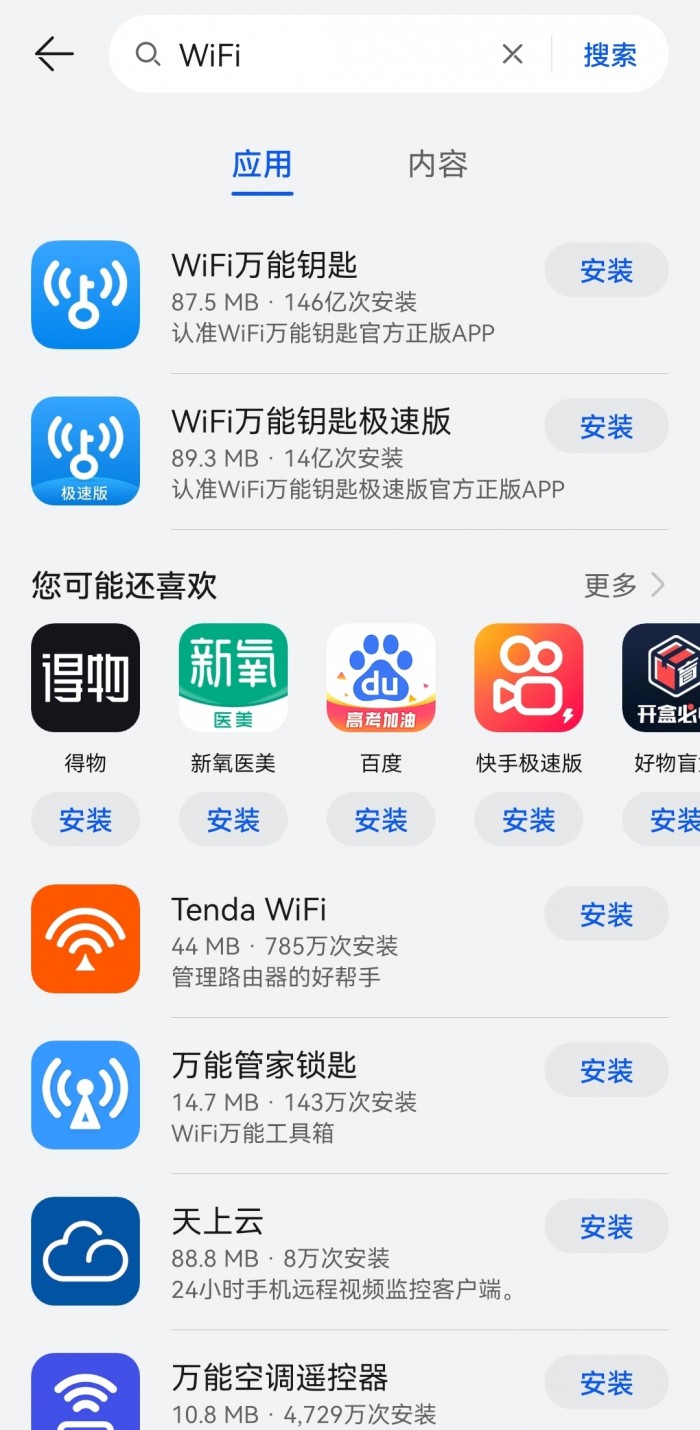 WiFi
搜索
应用
内容
WiFi万能钥匙
87.5 MB · 146亿次安装
认准WiFi万能钥匙官方正版APP
安装
WiFi万能钥匙极速版
89.3 MB · 14亿次安装
认准WiFi万能钥匙极速版官方正版APP
安装
极速版
您可能还喜欢
更多
得物
新氧
医美
du
高考加油
开盒必
得物
新氧医美
百度
快手极速版
好物盲
安装
安装
安装
安装
安装
Tenda WiFi
44 MB · 785万次安装
管理路由器的好帮手
安装
万能管家锁匙
14.7 MB · 143万次安装
WiFi万能工具箱
安装
天上云
88.8 MB · 8万次安装
24小时手机远程视频监控客户端。
安装
万能空调遥控器
10.8 MB · 4,729万次安装
安装